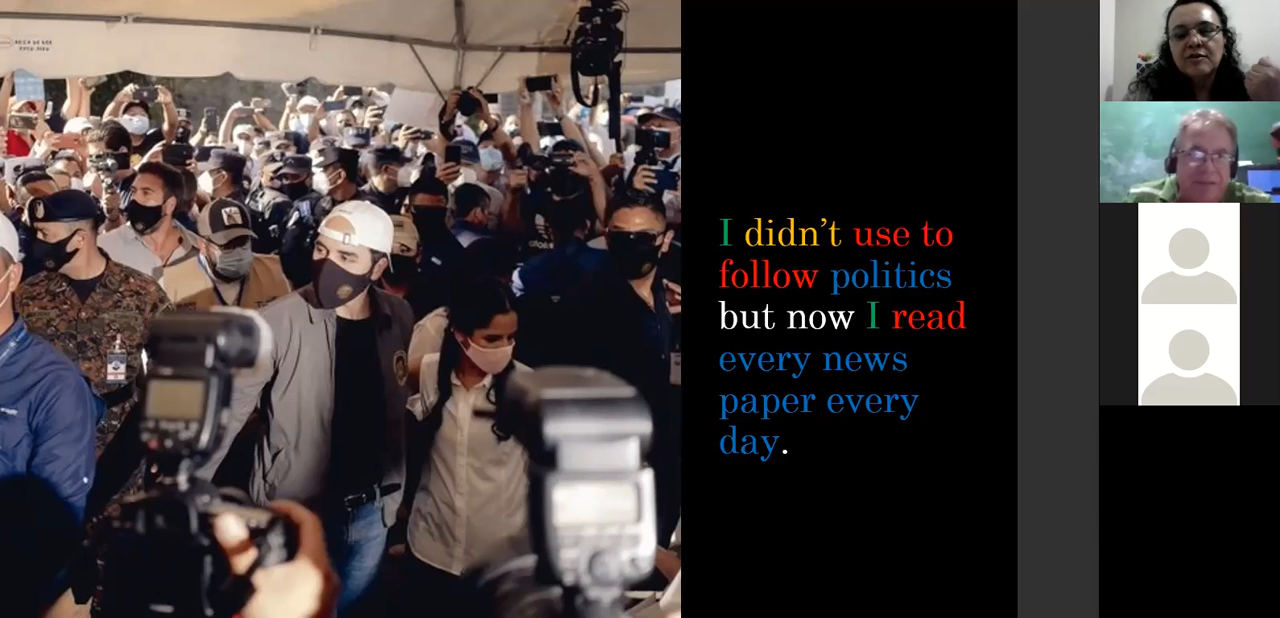 I didn’t use to
follow politics
but now I read
every news
paper every
day.